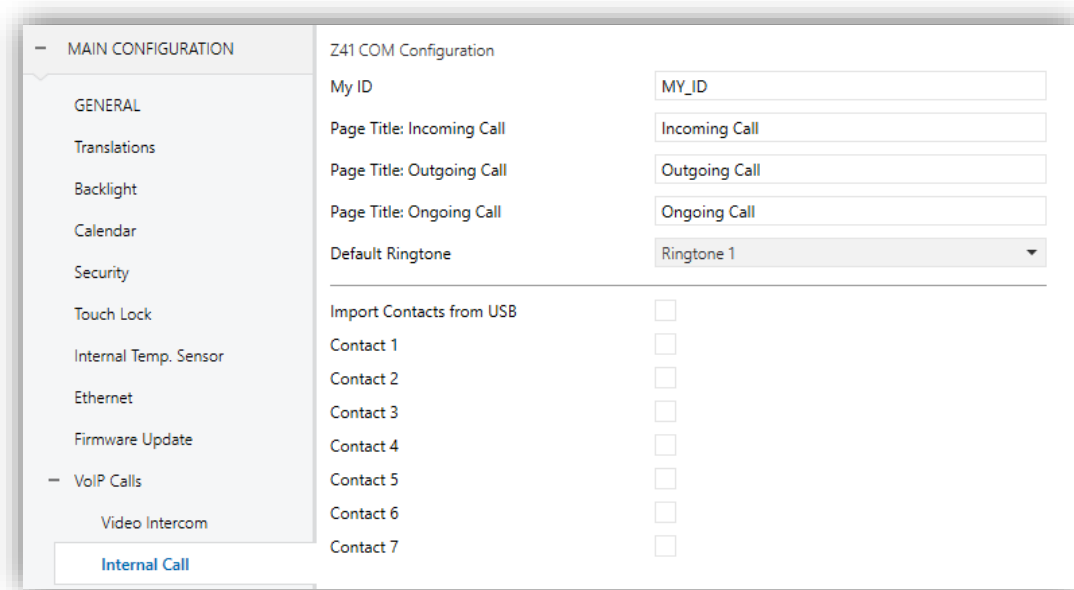 MAIN CONFIGURATION
GENERAL
Translations
Backlight
Calendar
Security
Touch Lock
Internal Temp. Sensor
Ethernet
Firmware Update
VoIP Calls
Video Intercom
Internal Call
Z41 COM Configuration
My ID MY_ID
Page Title: Incoming Call Incoming Call
Page Title: Outgoing Call Outgoing Call
Page Title: Ongoing Call Ongoing Call
Default Ringtone Ringtone 1
Import Contacts from USB
Contact 1
Contact 2
Contact 3
Contact 4
Contact 5
Contact 6
Contact 7